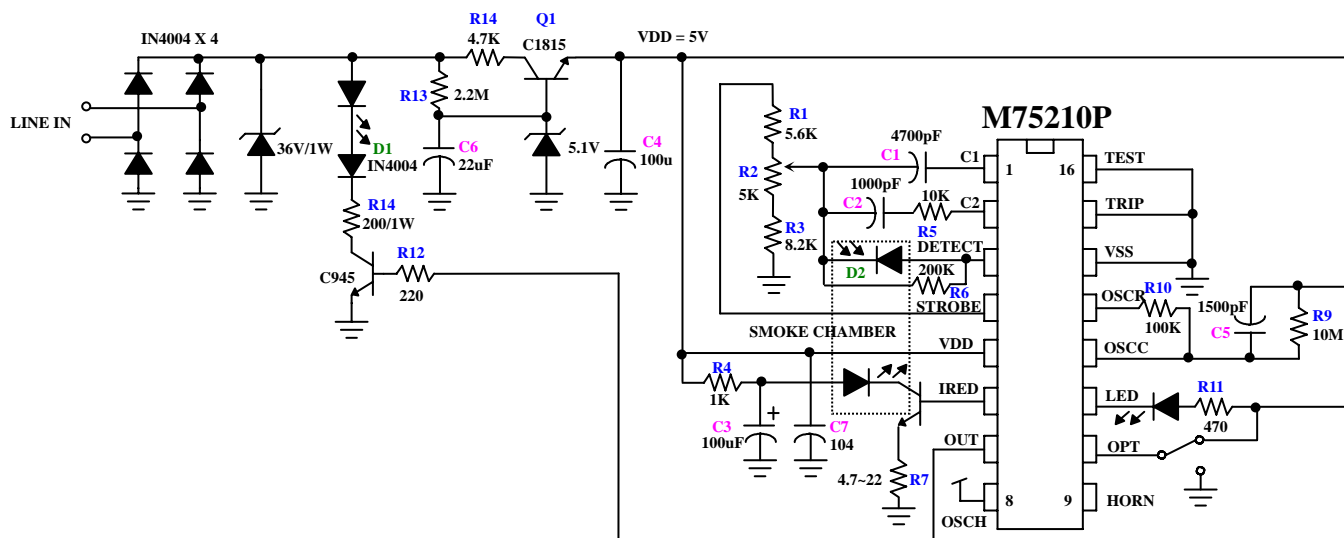 R14
Q1
IN4004 X 4
4.7K
C1815
VDD = 5V
R13
2.2M
LINE IN
36V/1W
D1
IN4004
C6
22uF
5.1V
C4
100u
R1
5.6K
R2
5K
R3
8.2K
4700pF
C1
1000pF
C2
10K
R5
M75210P
C1
1
16
TEST
C2
TRIP
DETECT
VSS
D2
200K
R6
STROBE
OSCR
R10
100K
1500pF
C5
R9
10M
R14
200/1W
R12
220
C945
SMOKE CHAMBER
VDD
OSCC
R4
1K
IRED
LED
R11
470
C3
100uF
+
C7
104
OUT
OPT
4.7~22
R7
OSCH
8
9
HORN